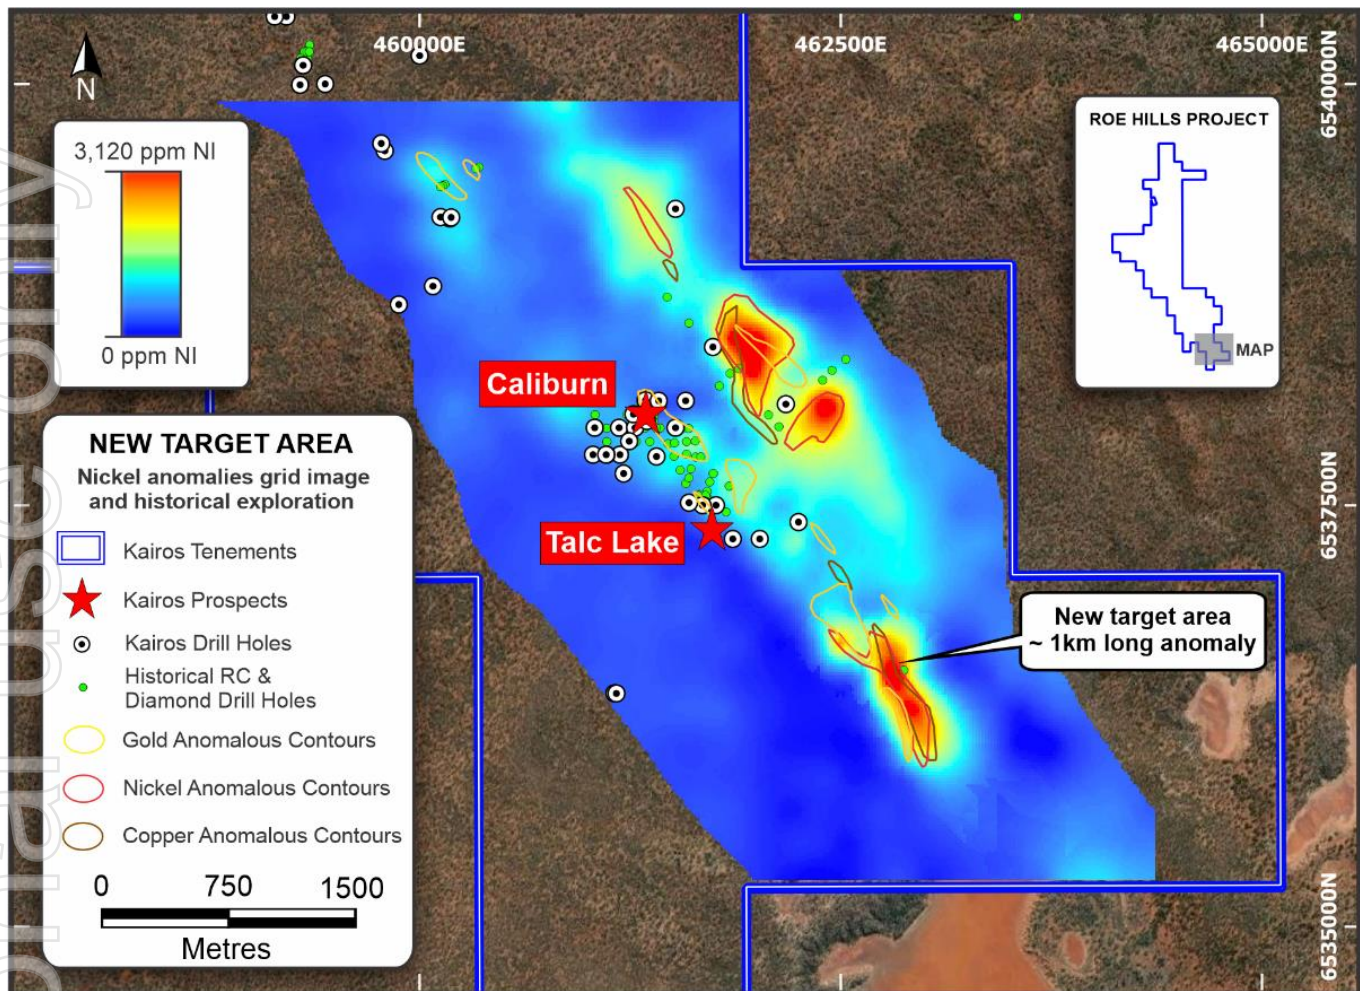 460000E
462500E
465000E
6540000N
N
3,120 ppm NI
0 ppm NI
ROE HILLS PROJECT
MAP
Caliburn
NEW TARGET AREA
Nickel anomalies grid image
and historical exploration
Kairos Tenements
Kairos Prospects
Kairos Drill Holes
Historical RC &
Diamond Drill Holes
Gold Anomalous Contours
Nickel Anomalous Contours
Copper Anomalous Contours
0 750 1500
Metres
Talc Lake
6537500N
New target area
~ 1km long anomaly
6535000N
use only